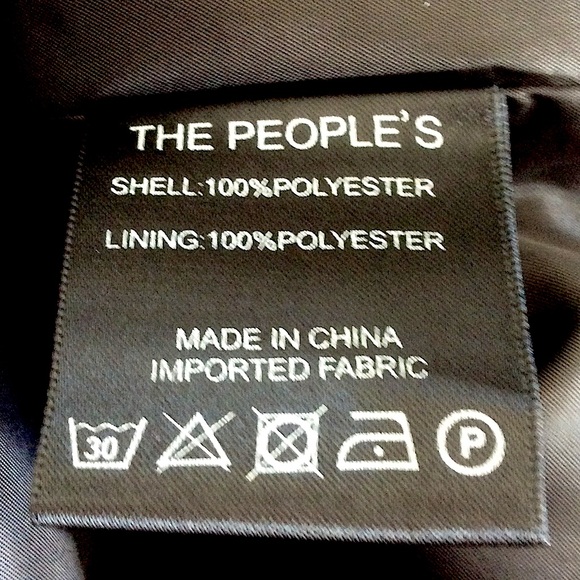 THE PEOPLE'S
SHELL:100%POLYESTER
LINING:100%POLYESTER
MADE IN CHINA
IMPORTED FABRIC
30 P